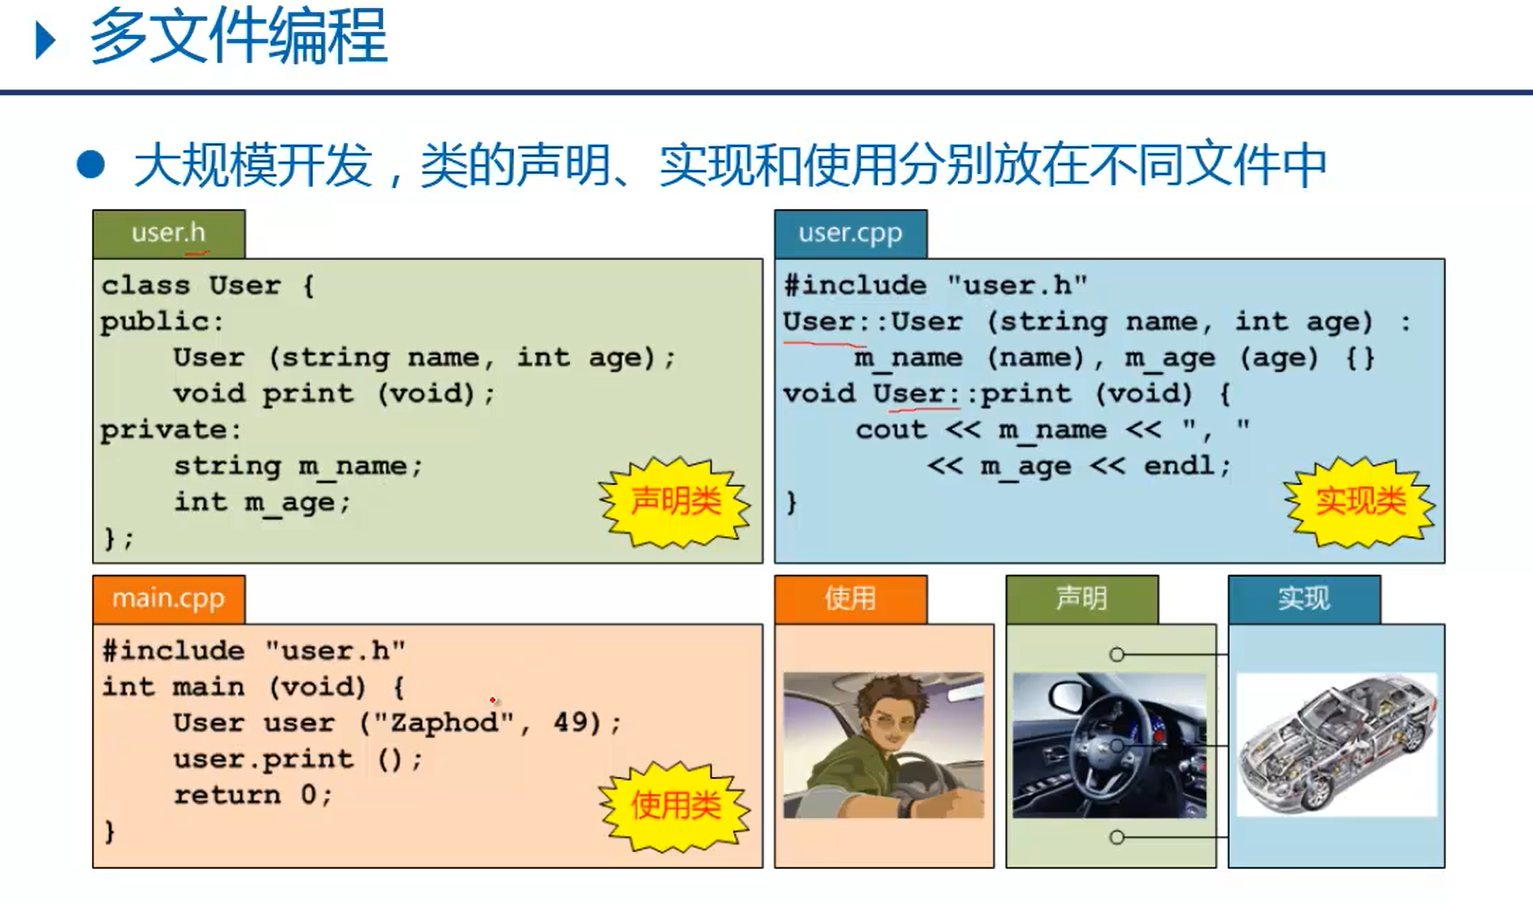 多文件编程
大规模开发，类的声明、实现和使用分别放在不同文件中
user.h
class User {
public:
    User (string name, int age);
    void print (void);
private:
    string m_name;
    int m_age;
};
声明类
user.cpp
#include "user.h"
User::User (string name, int age) :
    m_name (name), m_age (age) {}
void User::print (void) {
    cout << m_name << ", "
        << m_age << endl;
}
实现类
main.cpp
#include "user.h"
int main (void) {
    User user ("Zaphod", 49);
    user.print ();
    return 0;
}
使用类
使用
声明
实现